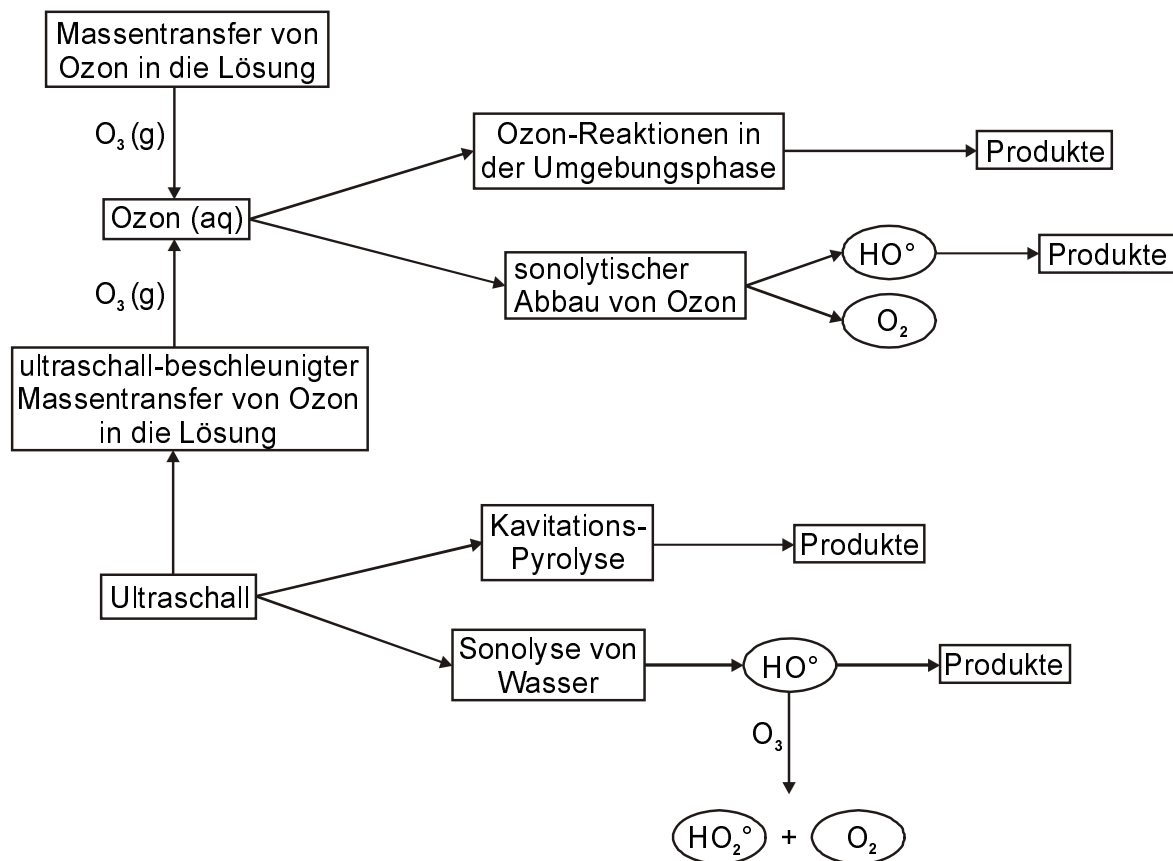 Massentransfer von
Ozon in die Lösung
O₃ (g)
Ozon-Reaktionen in
der Umgebungsphase
Produkte
Ozon (aq)
sonolytischer
Abbau von Ozon
HO°
Produkte
O₂
O₃ (g)
ultraschall-beschleunigter
Massentransfer von Ozon
in die Lösung
Kavitations-
Pyrolyse
Produkte
Ultraschall
Sonolyse von
Wasser
HO°
Produkte
O₃
HO₂° + O₂